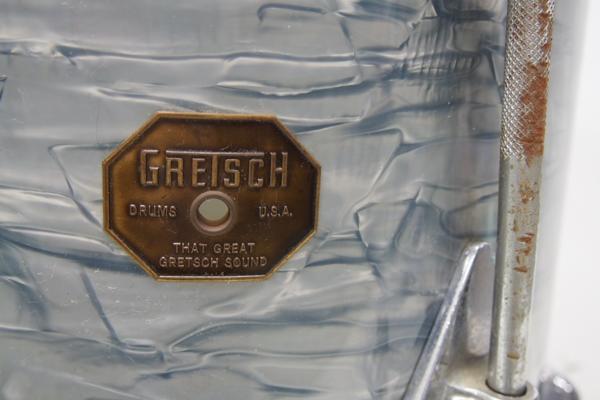 GRETSCH
DRUMS U.S.A.
THAT GREAT
GRETSCH SOUND